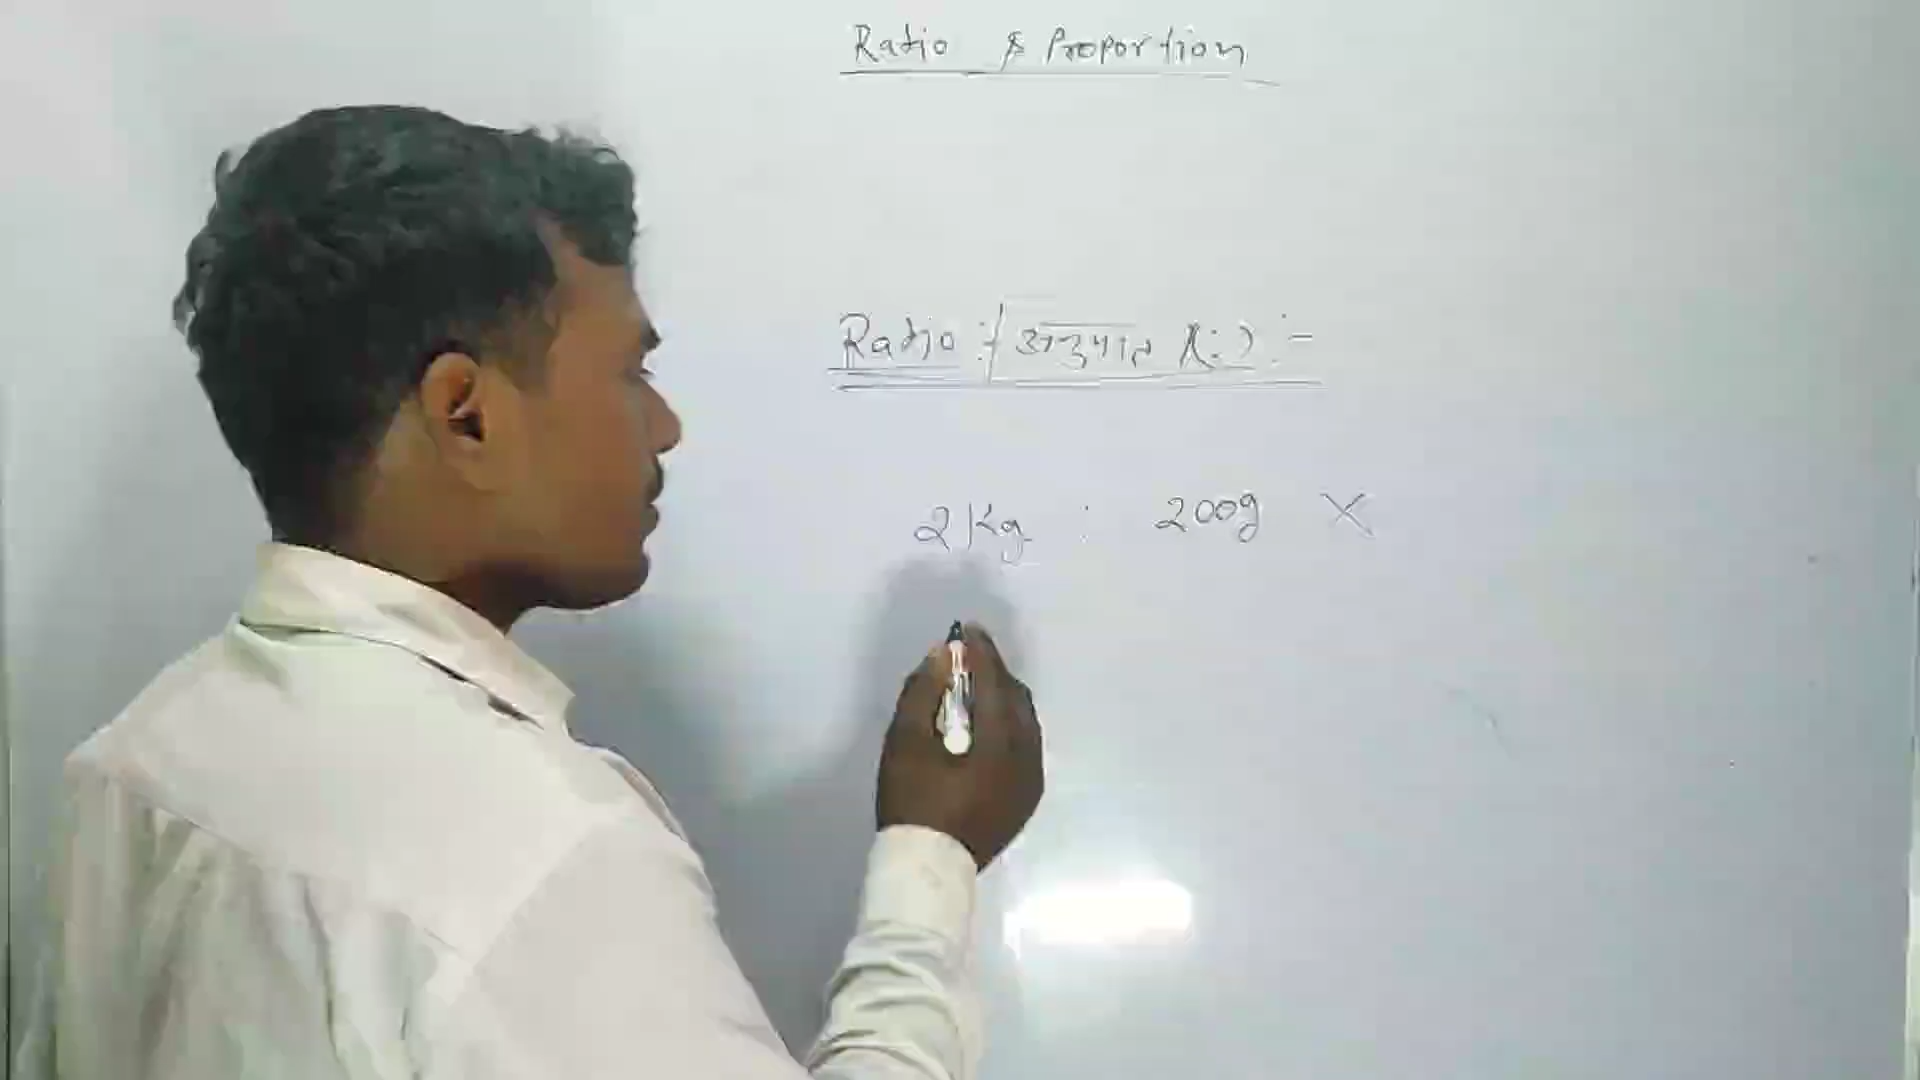 Ratio & Proportion
Ratio :- अनुपात (:) :-
2 Kg : 200g X